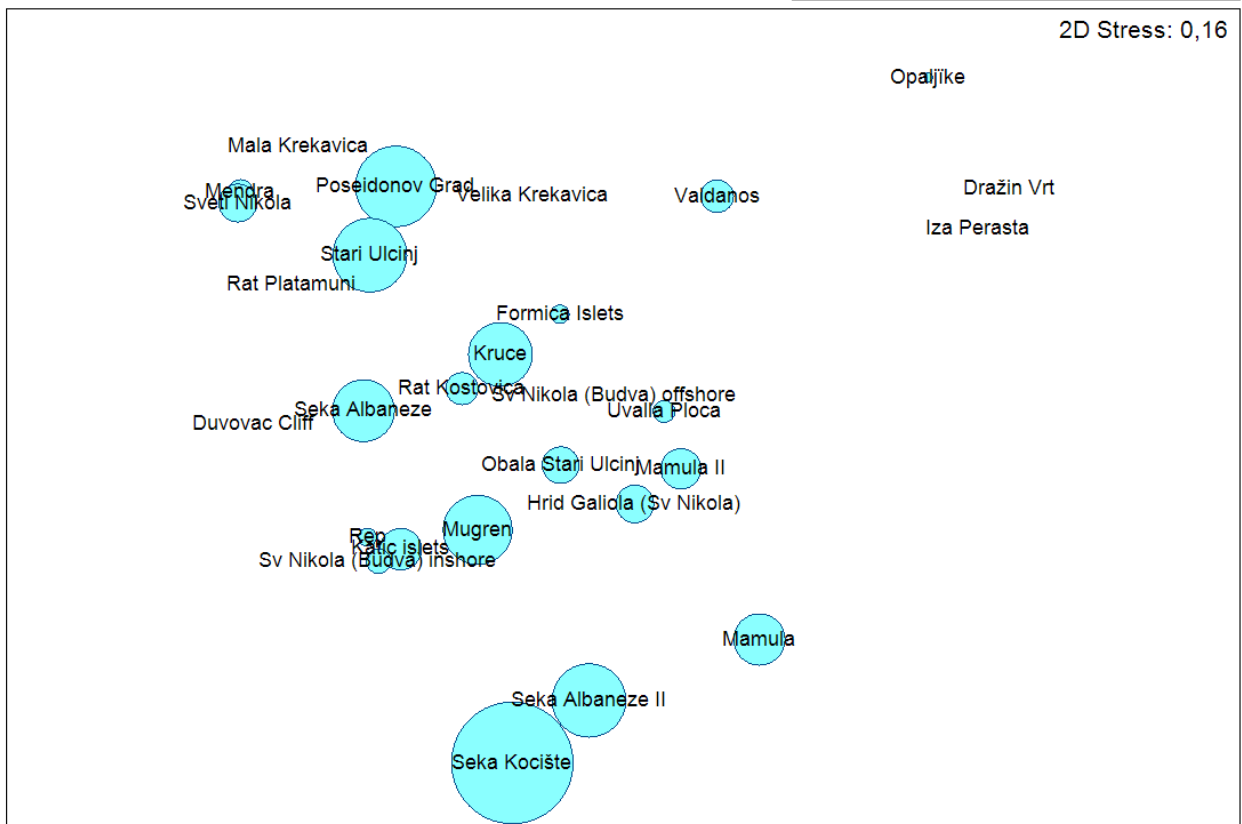 2D Stress: 0,16
Opaljïke
Mala Krekavica
Poseidonov Grad
Mendra
Velika Krekavica
Valdanos
Dražin Vrt
Sveti Nikola
Iza Perasta
Stari Ulcinj
Rat Platamuni
Formica Islets
Kruce
Rat Kostovica
Sv Nikola (Budva) offshore
Seka Albaneze
Uvalla Ploca
Duvovac Cliff
Obala Stari Ulcinj
Mamula II
Hrid Galiola (Sv Nikola)
Mugren
Rep
Katic islets
Sv Nikola (Budva) inshore
Mamula
Seka Albaneze II
Seka Kocište